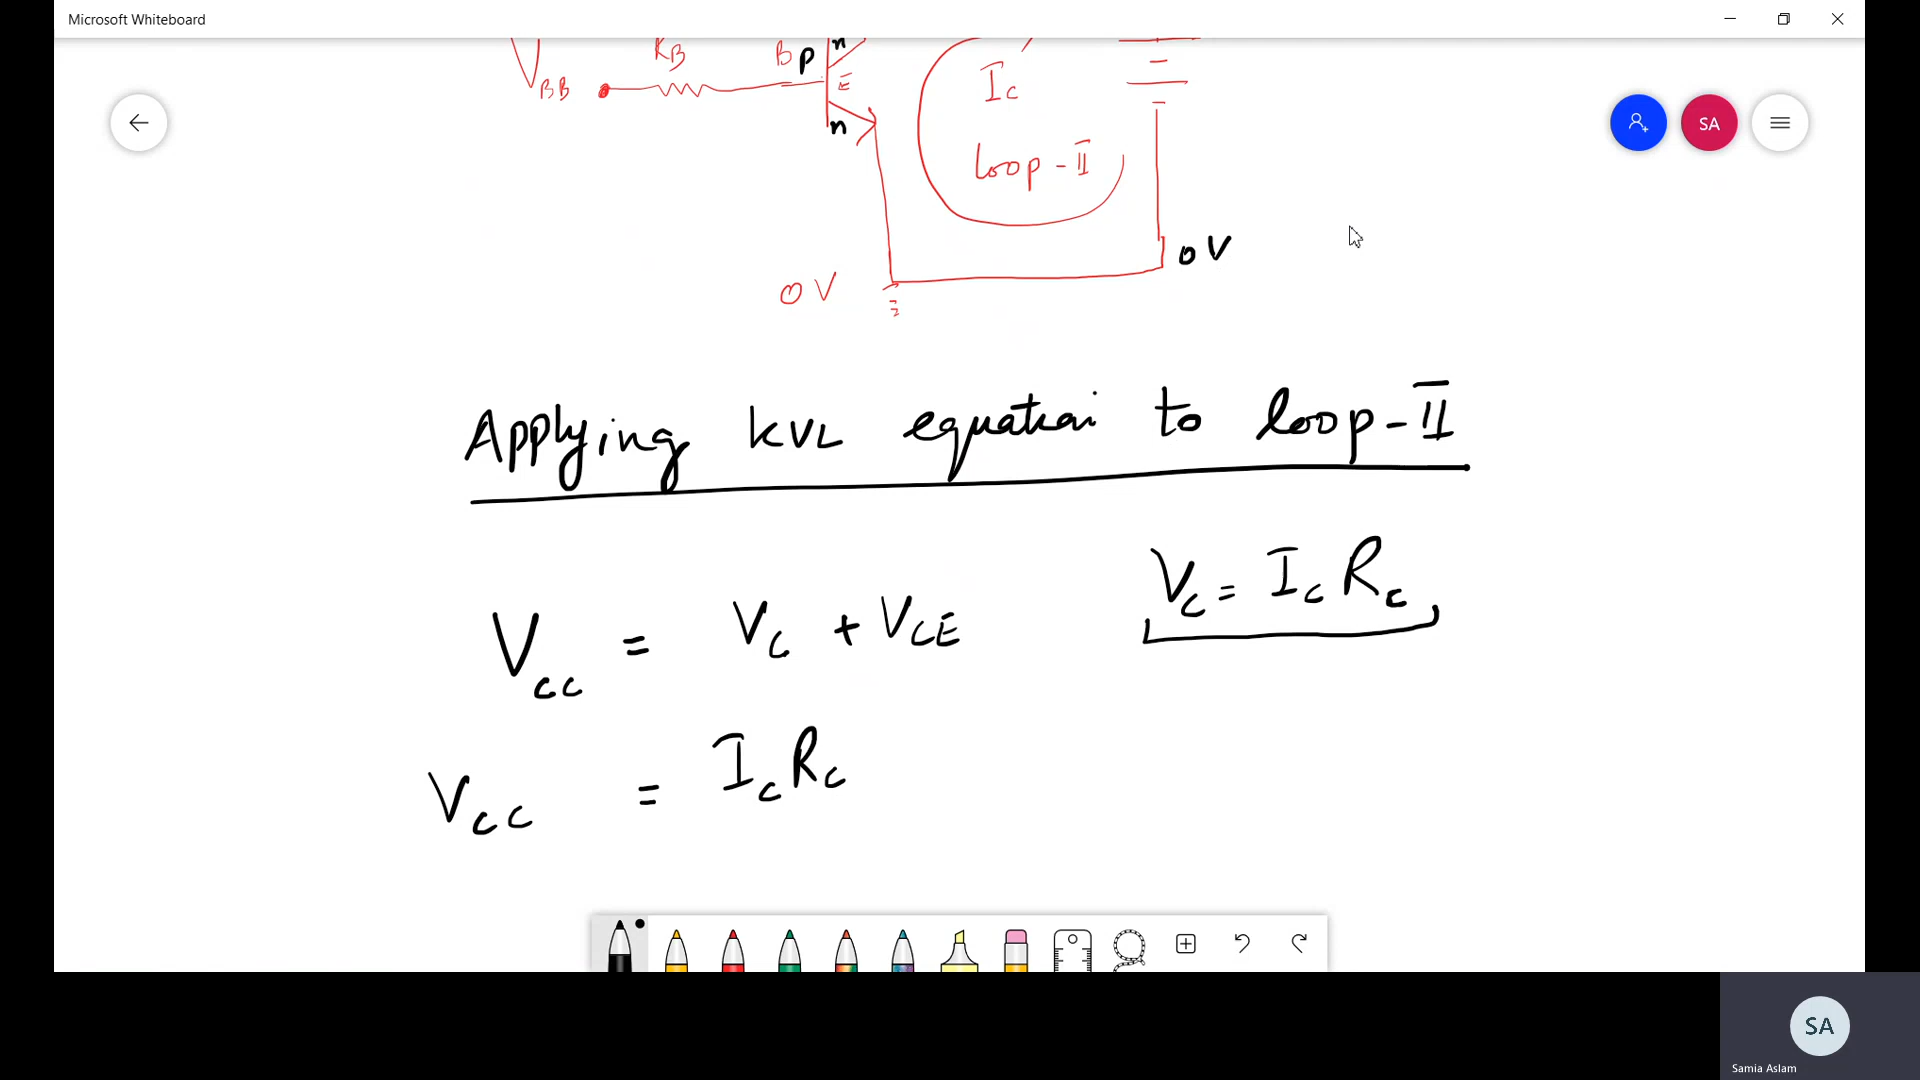 Microsoft Whiteboard
V_BB R_B B p n E n
I_C
loop-II
SA
0V
0V
Applying KVL equation to loop-II
V_C = I_C R_C
V_CC = V_C + V_CE
V_CC = I_C R_C
SA
Samia Aslam